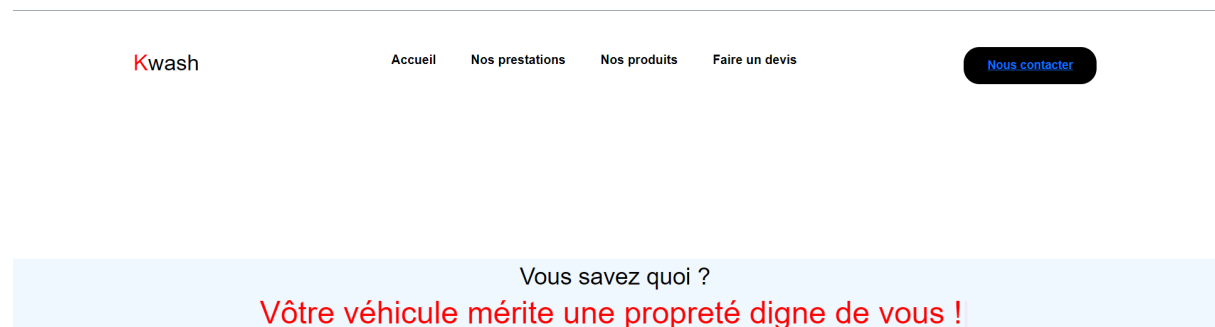 Kwash
Accueil Nos prestations Nos produits Faire un devis
Nous contacter
Vous savez quoi ?
Vôtre véhicule mérite une propreté digne de vous !